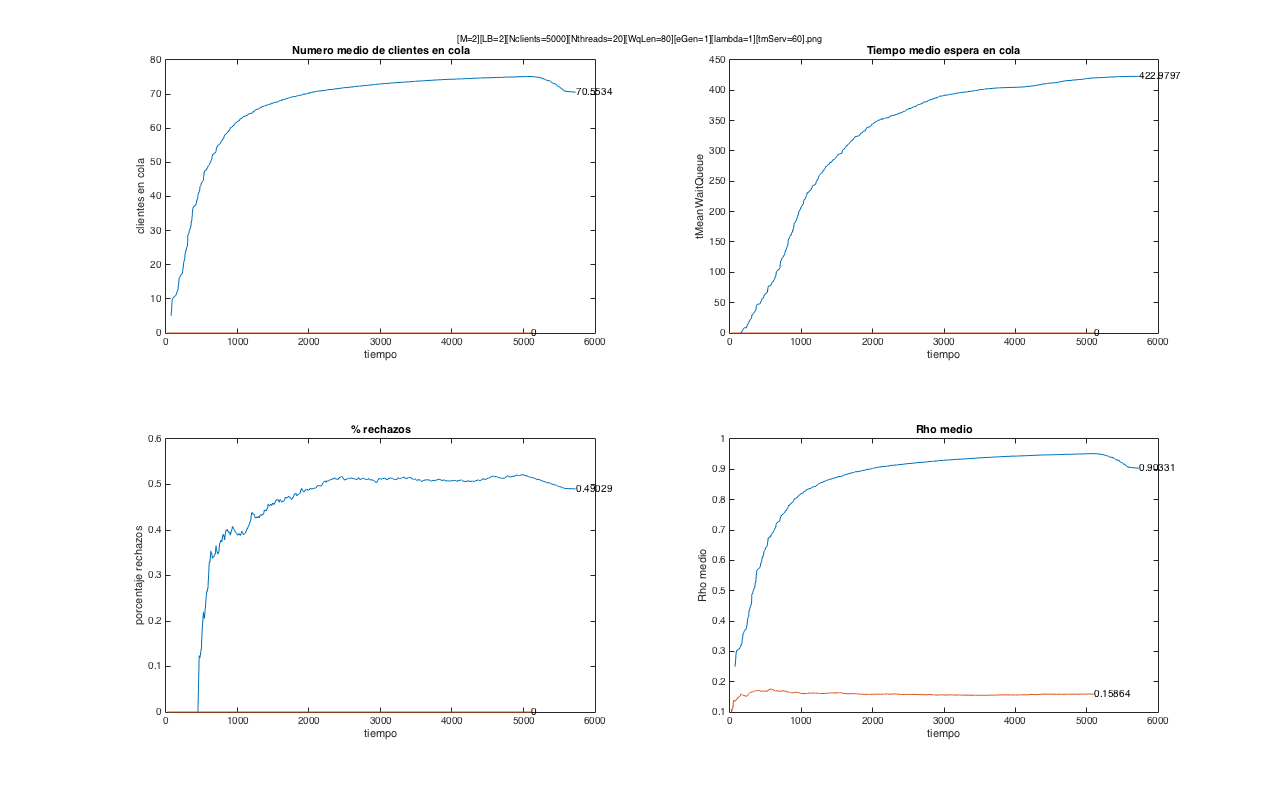 [M=2][LB=2][Nclients=5000][Nthreads=20][WqLen=80][eGen=1][lambda=1][tmServ=60].png
Numero medio de clientes en cola
80
70
60
50
40
30
20
10
0
clientes en cola
70.5534
0
0 1000 2000 3000 4000 5000 6000
tiempo
Tiempo medio espera en cola
450
400
350
300
250
200
150
100
50
0
tMeanWaitQueue
422.9797
0
0 1000 2000 3000 4000 5000 6000
tiempo
% rechazos
0.6
0.5
0.4
0.3
0.2
0.1
0
porcentaje rechazos
0.49029
0
0 1000 2000 3000 4000 5000 6000
tiempo
Rho medio
1
0.9
0.8
0.7
0.6
0.5
0.4
0.3
0.2
0.1
Rho medio
0.90331
0.15864
0 1000 2000 3000 4000 5000 6000
tiempo